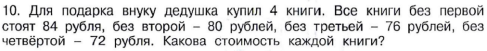 10. Для подарка внуку дедушка купил 4 книги. Все книги без первой
стоят 84 рубля, без второй – 80 рублей, без третьей – 76 рублей, без
четвёртой – 72 рубля. Какова стоимость каждой книги?